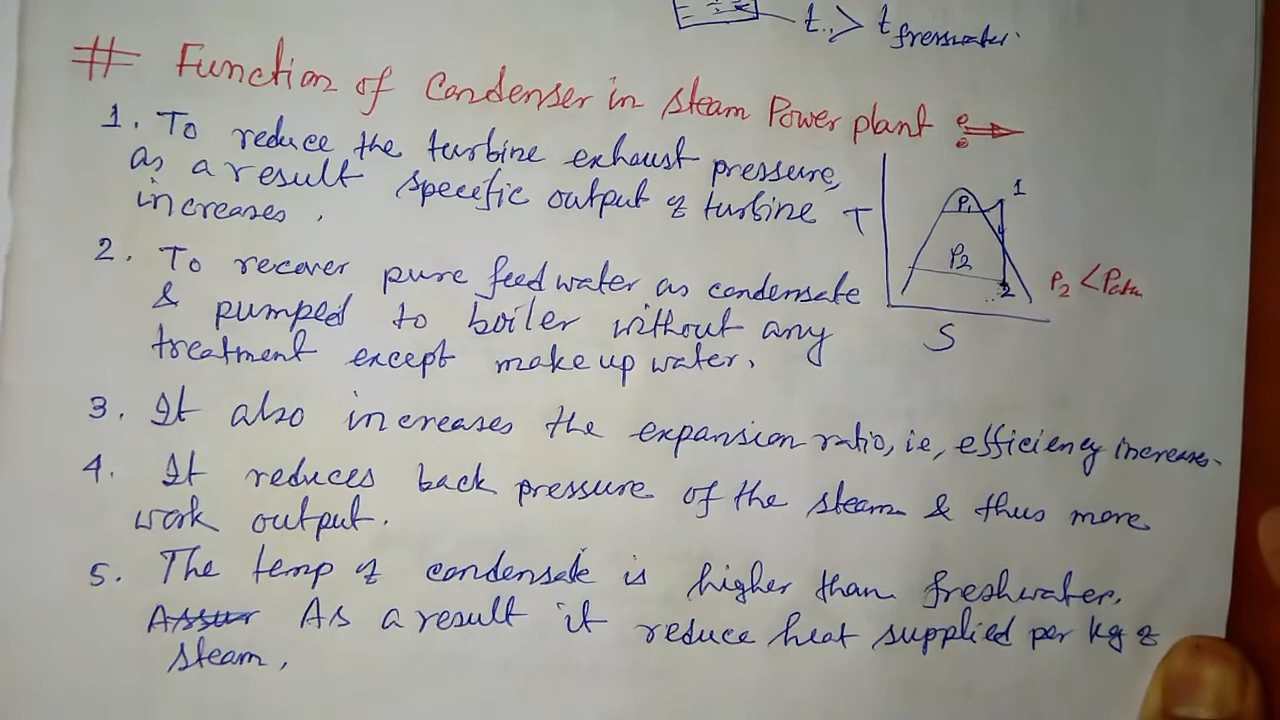 t.. > t freswater.
# Function of Condenser in steam Power plant :⇒
1. To reduce the turbine exhaust pressure,
as a result specefic output of turbine
increases.
T
P₁
1
P₂
2
S
P₂ < Patm
2. To recover pure feed water as condensate
& pumped to boiler without any
treatment except make up water.
3. It also increases the expansion ratio, ie, efficiency increases.
4. It reduces back pressure of the steam & thus more
work output.
5. The temp of condensate is higher than freshwater.
As a result it reduce heat supplied per kg of
steam,